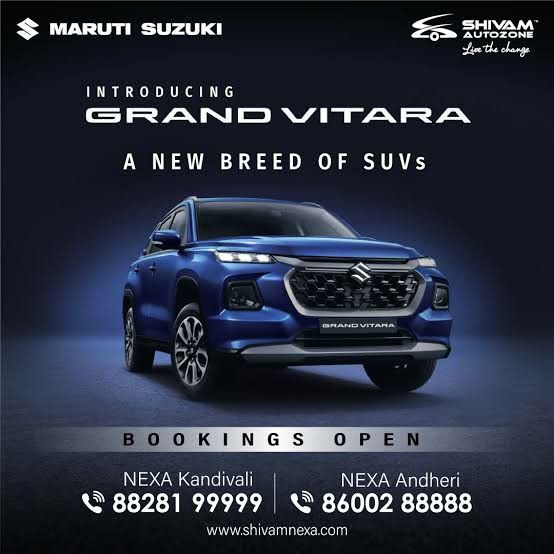 MARUTI SUZUKI
SHIVAM™
AUTOZONE
Live the change
INTRODUCING
GRAND VITARA
A NEW BREED OF SUVs
GRAND VITARA
BOOKINGS OPEN
NEXA Kandivali
88281 99999
NEXA Andheri
86002 88888
www.shivamnexa.com